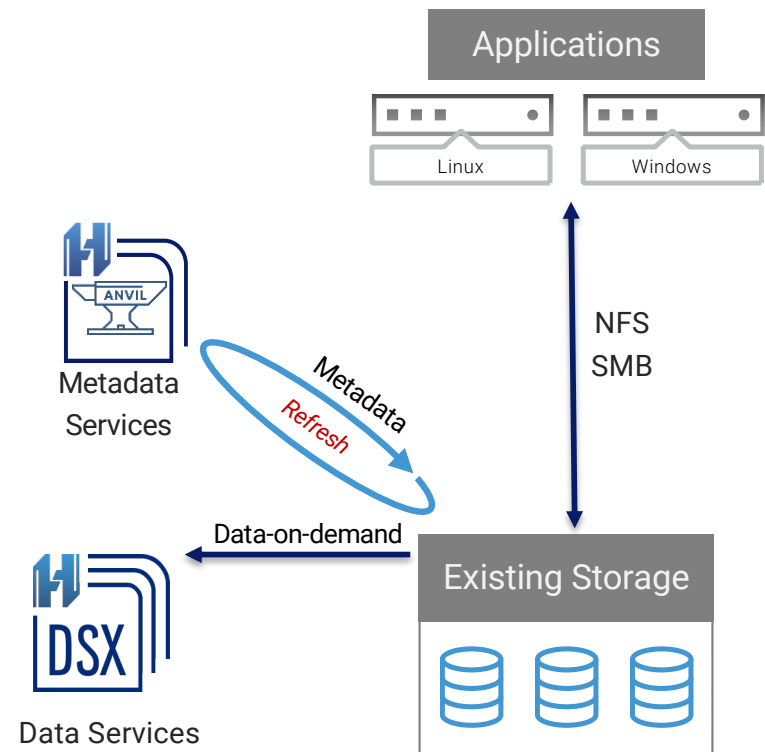 Applications
Linux
Windows
NFS
SMB
ANVIL
Metadata
Services
Metadata
Refresh
Data-on-demand
Existing Storage
DSX
Data Services